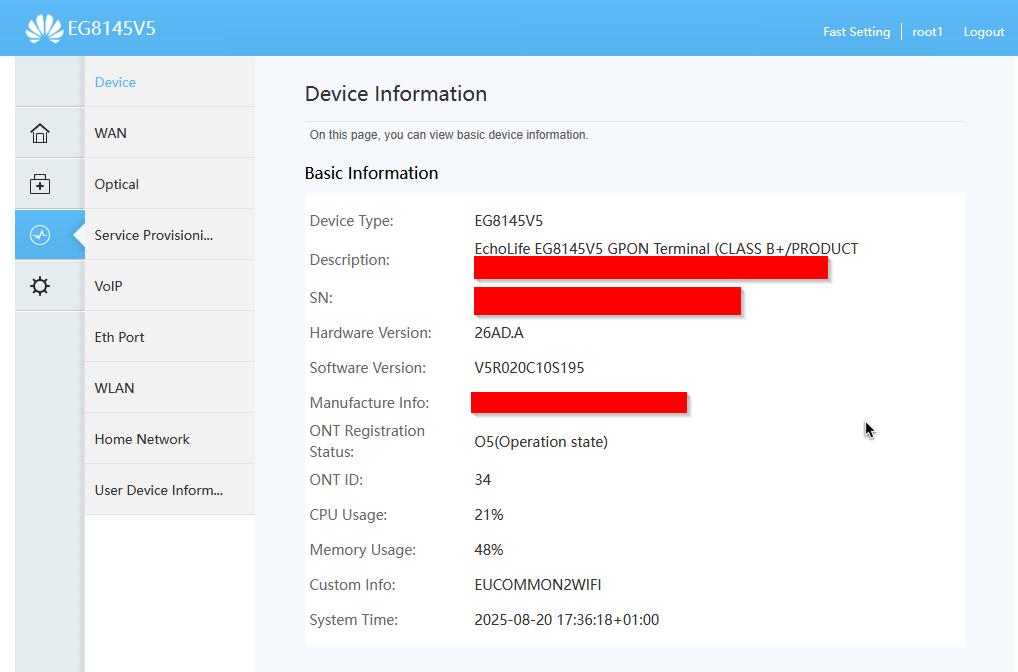 EG8145V5
Fast Setting
root1
Logout
Device
WAN
Optical
Service Provisioni...
VoIP
Eth Port
WLAN
Home Network
User Device Inform...
Device Information
On this page, you can view basic device information.
Basic Information
Device Type: EG8145V5
Description: EchoLife EG8145V5 GPON Terminal (CLASS B+/PRODUCT
SN:
Hardware Version: 26AD.A
Software Version: V5R020C10S195
Manufacture Info:
ONT Registration
Status: O5(Operation state)
ONT ID: 34
CPU Usage: 21%
Memory Usage: 48%
Custom Info: EUCOMMON2WIFI
System Time: 2025-08-20 17:36:18+01:00